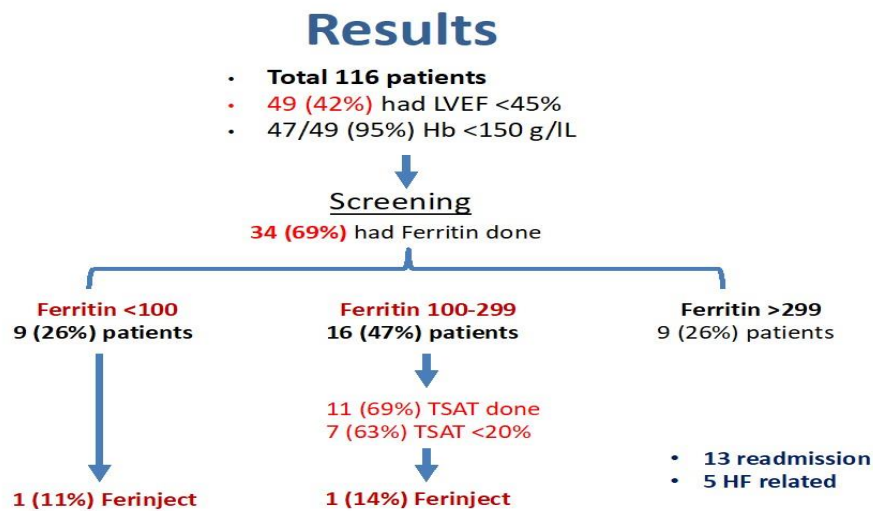 Results
• Total 116 patients
• 49 (42%) had LVEF <45%
• 47/49 (95%) Hb <150 g/lL
Screening
34 (69%) had Ferritin done
Ferritin <100
9 (26%) patients
Ferritin 100-299
16 (47%) patients
Ferritin >299
9 (26%) patients
11 (69%) TSAT done
7 (63%) TSAT <20%
1 (11%) Ferinject
1 (14%) Ferinject
• 13 readmission
• 5 HF related